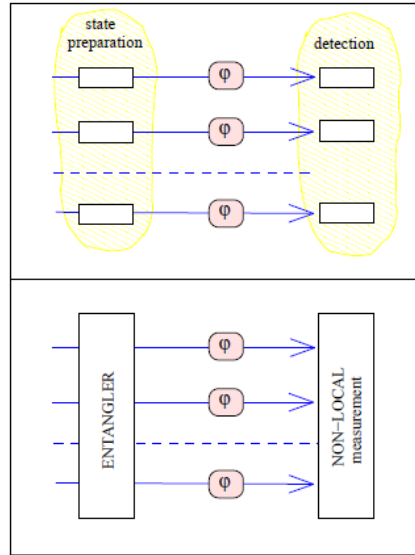 state
preparation
detection
φ
φ
φ
ENTANGLER
φ
φ
φ
NON-LOCAL
measurement